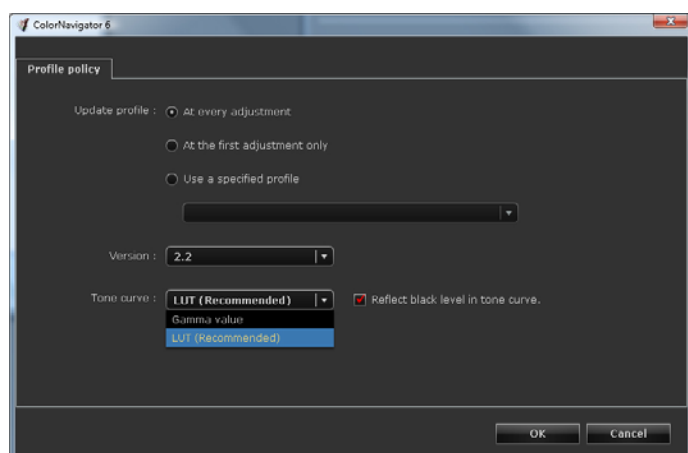 ColorNavigator 6
Profile policy
Update profile : At every adjustment
At the first adjustment only
Use a specified profile
Version : 2.2
Tone curve : LUT (Recommended) Reflect black level in tone curve.
Gamma value
LUT (Recommended)
OK Cancel